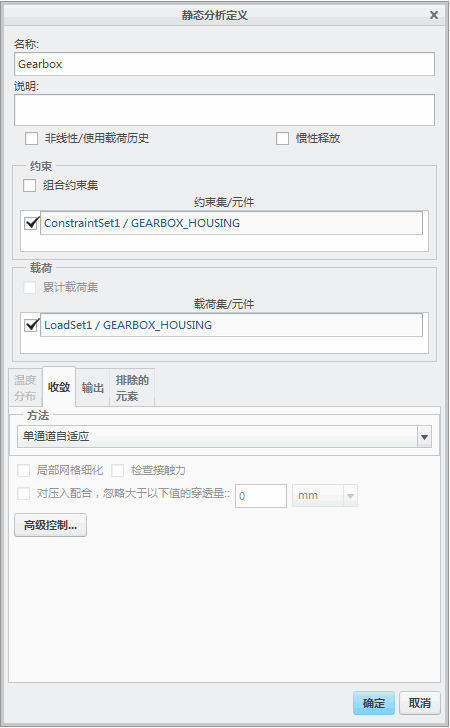 静态分析定义
名称:
Gearbox
说明:
非线性/使用载荷历史
惯性释放
约束
组合约束集
约束集/元件
ConstraintSet1 / GEARBOX_HOUSING
载荷
累计载荷集
载荷集/元件
LoadSet1 / GEARBOX_HOUSING
温度
分布
收敛
输出
排除的
元素
方法
单通道自适应
局部网格细化
检查接触力
对压入配合，忽略大于以下值的穿透量::
0
mm
高级控制...
确定
取消